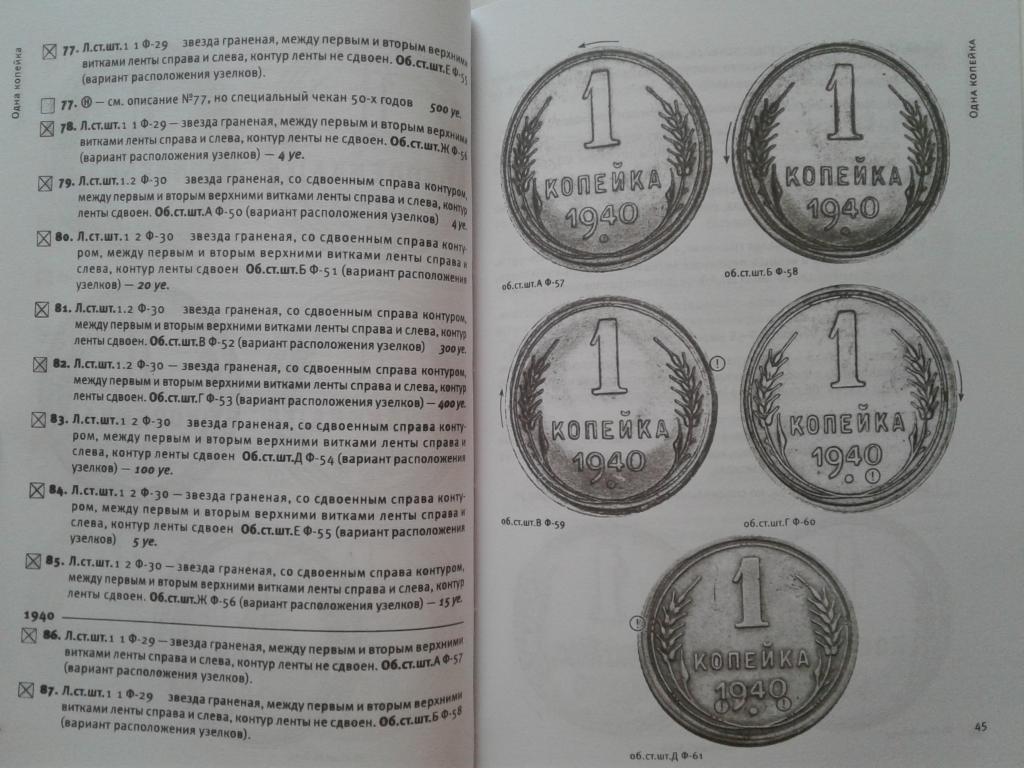 Одна копейка
77. Л.ст.шт.1 1 Ф-29 звезда граненая, между первым и вторым верхними
витками ленты справа и слева, контур ленты не сдвоен. Об.ст.шт.Е Ф-55
(вариант расположения узелков).
77. Ⓗ — см. описание №77, но специальный чекан 50-х годов 500 уе.
78. Л.ст.шт.1 1 Ф-29 — звезда граненая, между первым и вторым верхними
витками ленты справа и слева, контур ленты не сдвоен. Об.ст.шт.Ж Ф-56
(вариант расположения узелков) — 4 уе.
79. Л.ст.шт.1.2 Ф-30 звезда граненая, со сдвоенным справа контуром,
между первым и вторым верхними витками ленты справа и слева, контур
ленты сдвоен. Об.ст.шт.А Ф-50 (вариант расположения узелков) 4 уе.
80. Л.ст.шт.1 2 Ф-30 звезда граненая, со сдвоенным справа конту-
ром, между первым и вторым верхними витками ленты справа и
слева, контур ленты сдвоен Об.ст.шт.Б Ф-51 (вариант расположения
узелков) — 20 уе.
81. Л.ст.шт.1.2 Ф-30 звезда граненая, со сдвоенным справа контуром,
между первым и вторым верхними витками ленты справа и слева, контур
ленты сдвоен. Об.ст.шт.В Ф-52 (вариант расположения узелков) 300 уе.
82. Л.ст.шт.1.2 Ф-30 — звезда граненая, со сдвоенным справа контуром,
между первым и вторым верхними витками ленты справа и слева, контур
ленты сдвоен. Об.ст.шт.Г Ф-53 (вариант расположения узелков) — 400 уе.
83. Л.ст.шт.1 2 Ф-30 звезда граненая, со сдвоенным справа конту-
ром, между первым и вторым верхними витками ленты справа и
слева, контур ленты сдвоен Об.ст.шт.Д Ф-54 (вариант расположения
узелков) — 100 уе.
84. Л.ст.шт.1 2 Ф-30 — звезда граненая, со сдвоенным справа конту-
ром, между первым и вторым верхними витками ленты справа и
слева, контур ленты сдвоен Об.ст.шт.Е Ф-55 (вариант расположения
узелков) 5 уе.
85. Л.ст.шт.1 2 Ф-30 — звезда граненая, со сдвоенным справа контуром,
между первым и вторым верхними витками ленты справа и слева, контур
ленты сдвоен. Об.ст.шт.Ж Ф-56 (вариант расположения узелков) — 15 уе.
1940
86. Л.ст.шт.1 1 Ф-29 — звезда граненая, между первым и вторым верхними
витками ленты справа и слева, контур ленты не сдвоен. Об.ст.шт.А Ф-57
(вариант расположения узелков).
87. Л.ст.шт.1 1 Ф-29 звезда граненая, между первым и вторым верхними
витками ленты справа и слева, контур ленты не сдвоен. Об.ст.шт.Б Ф-58
(вариант расположения узелков).
Одна копейка
1
КОПЕЙКА
1940
об.ст.шт.А Ф-57
1
КОПЕЙКА
1940
об.ст.шт.Б Ф-58
1
КОПЕЙКА
1940
!
об.ст.шт.В Ф-59
1
КОПЕЙКА
1940
!
об.ст.шт.Г Ф-60
!
1
КОПЕЙКА
1940
! !
об.ст.шт.Д Ф-61
45